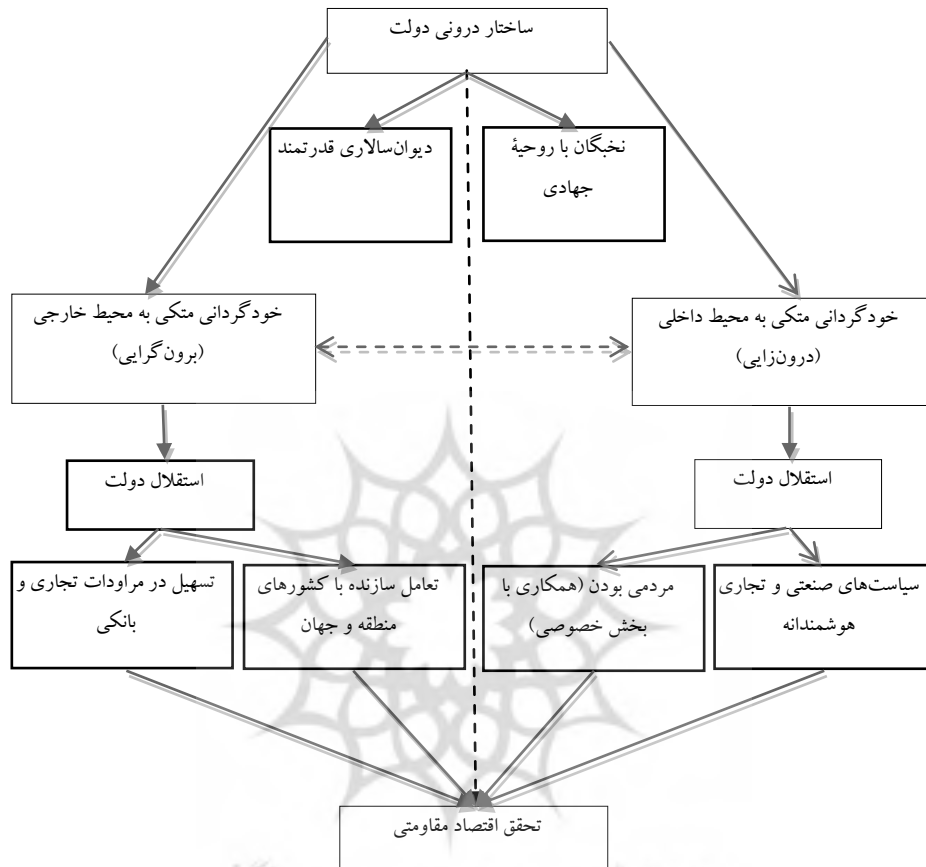 ساختار درونی دولت
نخبگان با روحیهٔ
جهادی
دیوان‌سالاری قدرتمند
خودگردانی متکی به محیط داخلی
(درون‌زایی)
خودگردانی متکی به محیط خارجی
(برون‌گرایی)
استقلال دولت
استقلال دولت
سیاست‌های صنعتی و تجاری
هوشمندانه
مردمی بودن (همکاری با
بخش خصوصی)
تعامل سازنده با کشورهای
منطقه و جهان
تسهیل در مراودات تجاری و
بانکی
تحقق اقتصاد مقاومتی